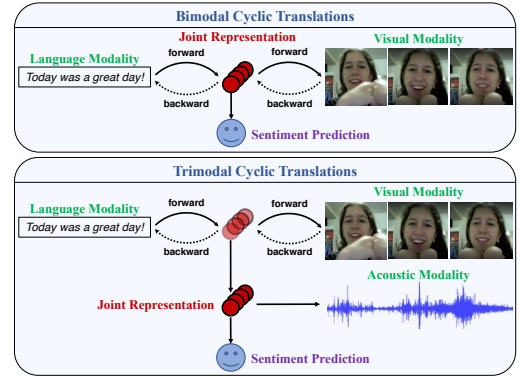 Bimodal Cyclic Translations
Joint Representation
Visual Modality
Language Modality
forward
forward
Today was a great day!
backward
backward
Sentiment Prediction
Trimodal Cyclic Translations
Visual Modality
Language Modality
forward
forward
Today was a great day!
backward
backward
Acoustic Modality
Joint Representation
Sentiment Prediction